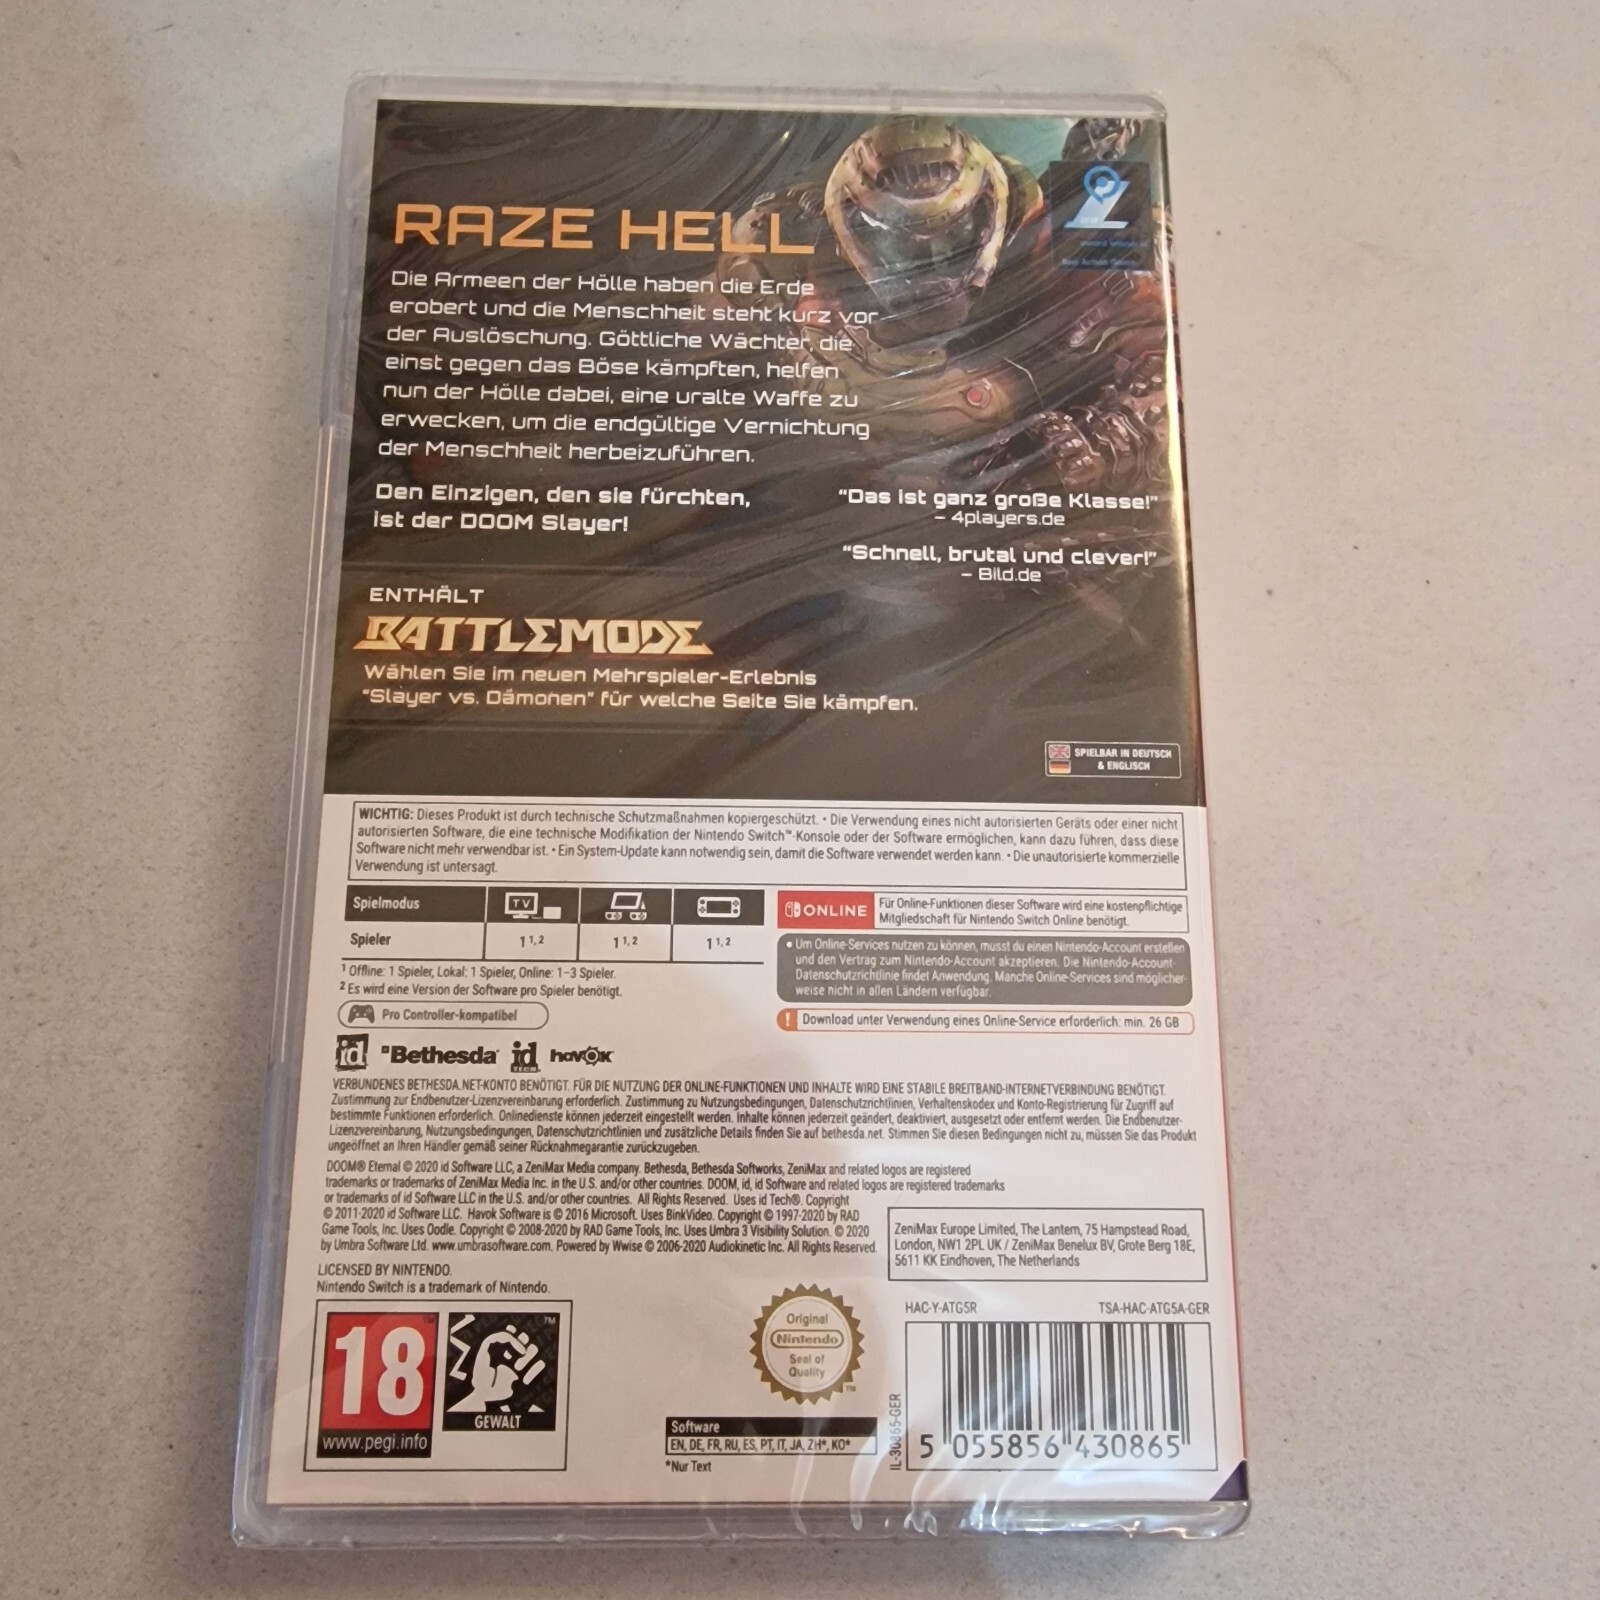 RAZE HELL
Die Armeen der Hölle haben die Erde
erobert und die Menschheit steht kurz vor
der Auslöschung. Göttliche Wächter, die
einst gegen das Böse kämpften, helfen
nun der Hölle dabei, eine uralte Waffe zu
erwecken, um die endgültige Vernichtung
der Menschheit herbeizuführen.
Den Einzigen, den sie fürchten,
ist der DOOM Slayer!
"Das ist ganz große Klasse!"
– 4players.de
"Schnell, brutal und clever!"
– Bild.de
ENTHÄLT
BATTLEMODE
Wählen Sie im neuen Mehrspieler-Erlebnis
"Slayer vs. Dämonen" für welche Seite Sie kämpfen.
SPIELBAR IN DEUTSCH
& ENGLISCH
WICHTIG: Dieses Produkt ist durch technische Schutzmaßnahmen kopiergeschützt. • Die Verwendung eines nicht autorisierten Geräts oder einer nicht
autorisierten Software, die eine technische Modifikation der Nintendo Switch™-Konsole oder der Software ermöglichen, kann dazu führen, dass diese
Software nicht mehr verwendbar ist. • Ein System-Update kann notwendig sein, damit die Software verwendet werden kann. • Die unautorisierte kommerzielle
Verwendung ist untersagt.
Spielmodus TV
Spieler 1 1, 2 1 1, 2 1 1, 2
1 Offline: 1 Spieler, Lokal: 1 Spieler, Online: 1–3 Spieler.
2 Es wird eine Version der Software pro Spieler benötigt.
Pro Controller-kompatibel
ONLINE
Für Online-Funktionen dieser Software wird eine kostenpflichtige
Mitgliedschaft für Nintendo Switch Online benötigt.
• Um Online-Services nutzen zu können, musst du einen Nintendo-Account erstellen
und den Vertrag zum Nintendo-Account akzeptieren. Die Nintendo-Account-
Datenschutzrichtlinie findet Anwendung. Manche Online-Services sind möglicher-
weise nicht in allen Ländern verfügbar.
! Download unter Verwendung eines Online-Service erforderlich: min. 26 GB
id Bethesda id TECH havok
VERBUNDENES BETHESDA.NET-KONTO BENÖTIGT. FÜR DIE NUTZUNG DER ONLINE-FUNKTIONEN UND INHALTE WIRD EINE STABILE BREITBAND-INTERNETVERBINDUNG BENÖTIGT.
Zustimmung zur Endbenutzer-Lizenzvereinbarung erforderlich. Zustimmung zu Nutzungsbedingungen, Datenschutzrichtlinien, Verhaltenskodex und Konto-Registrierung für Zugriff auf
bestimmte Funktionen erforderlich. Onlinedienste können jederzeit eingestellt werden. Inhalte können jederzeit geändert, deaktiviert, ausgesetzt oder entfernt werden. Die Endbenutzer-
Lizenzvereinbarung, Nutzungsbedingungen, Datenschutzrichtlinien und zusätzliche Details finden Sie auf bethesda.net. Stimmen Sie diesen Bedingungen nicht zu, müssen Sie das Produkt
ungeöffnet an Ihren Händler gemäß seiner Rücknahmegarantie zurückzugeben.
DOOM® Eternal © 2020 id Software LLC, a ZeniMax Media company. Bethesda, Bethesda Softworks, ZeniMax and related logos are registered
trademarks or trademarks of ZeniMax Media Inc. in the U.S. and/or other countries. DOOM, id, id Software and related logos are registered trademarks
or trademarks of id Software LLC in the U.S. and/or other countries. All Rights Reserved. Uses id Tech®. Copyright
© 2011-2020 id Software LLC. Havok Software is © 2016 Microsoft. Uses BinkVideo. Copyright © 1997-2020 by RAD
Game Tools, Inc. Uses Oodle. Copyright © 2008-2020 by RAD Game Tools, Inc. Uses Umbra 3 Visibility Solution. © 2020
by Umbra Software Ltd. www.umbrasoftware.com. Powered by Wwise © 2006-2020 Audiokinetic Inc. All Rights Reserved.
LICENSED BY NINTENDO.
Nintendo Switch is a trademark of Nintendo.
ZeniMax Europe Limited, The Lantern, 75 Hampstead Road,
London, NW1 2PL UK / ZeniMax Benelux BV, Grote Berg 18E,
5611 KK Eindhoven, The Netherlands
18
www.pegi.info
GEWALT
Original
Nintendo
Seal of
Quality
Software
EN, DE, FR, RU, ES, PT, IT, JA, ZH*, KO*
*Nur Text
HAC-Y-ATG5R TSA-HAC-ATG5A-GER
IL-30865-GER
5 055856 430865